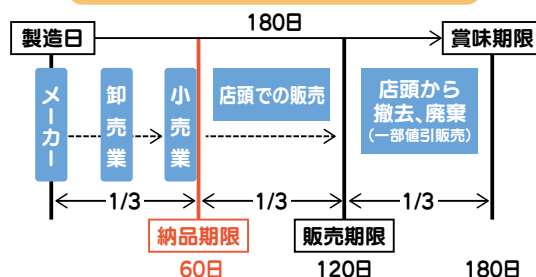 180日
製造日
賞味期限
メーカー
卸売業
小売業
店頭での販売
店頭から
撤去、廃棄
(一部値引販売)
1/3
1/3
1/3
納品期限
販売期限
60日
120日
180日